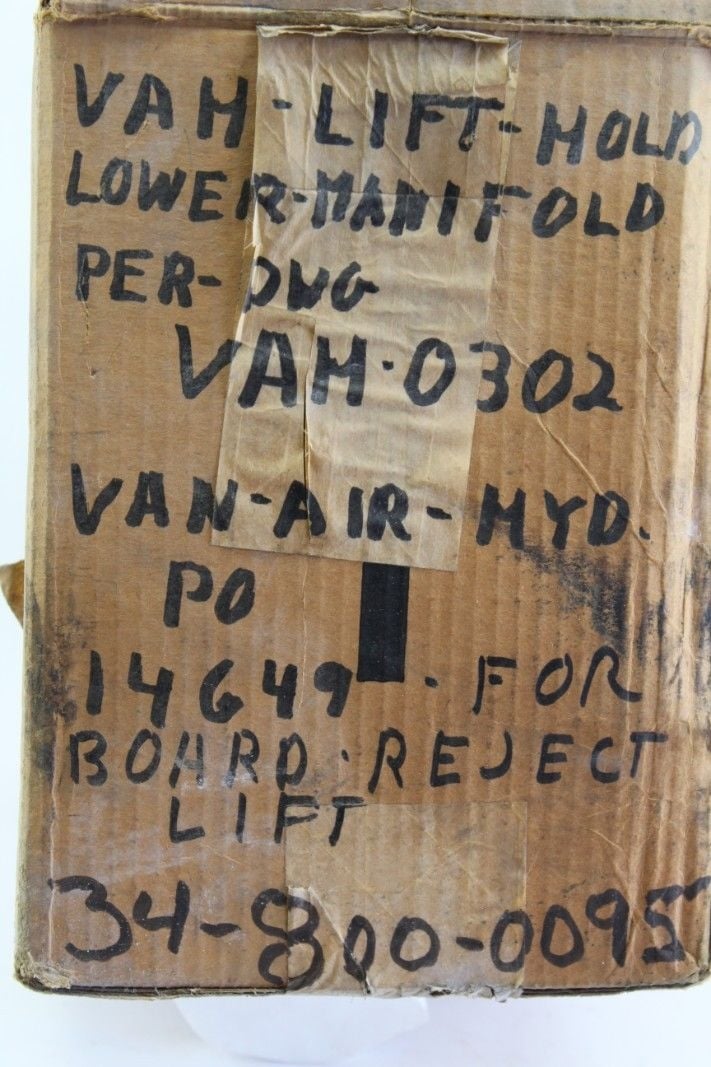 VAH-LIFT-HOLD
LOWER-MANIFOLD
PER-DWG
VAH-0302
VAN-AIR-HYD.
PO
14649 . FOR
BOARD.REJECT
LIFT
34-800-0095